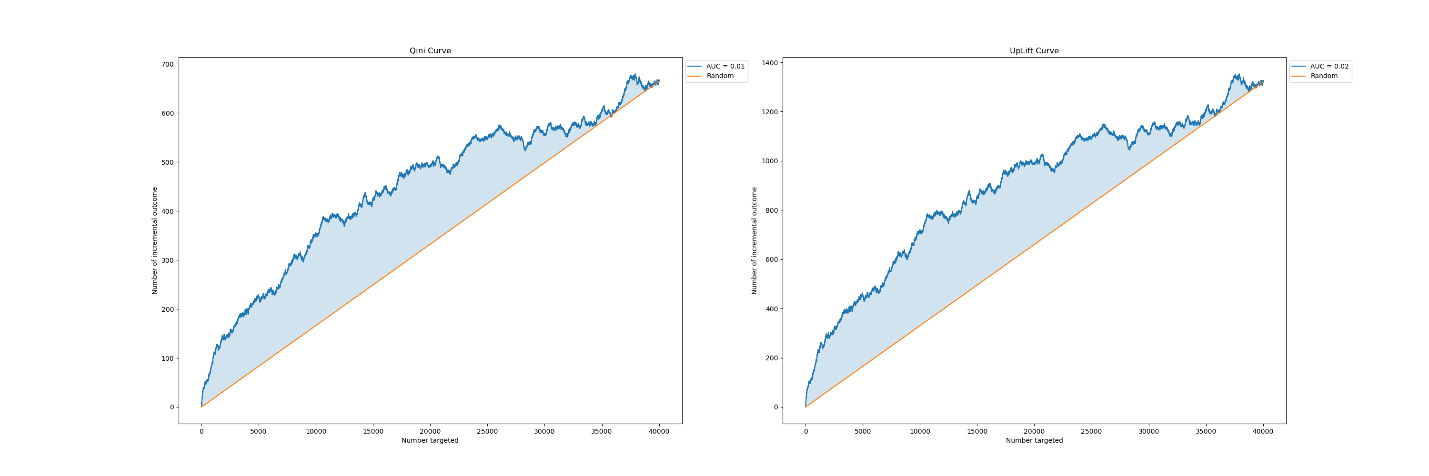 Qini Curve
AUC = 0.01
Random
700
600
500
400
300
200
100
0
Number of incremental outcome
0 5000 10000 15000 20000 25000 30000 35000 40000
Number targeted
UpLift Curve
AUC = 0.02
Random
1400
1200
1000
800
600
400
200
0
Number of incremental outcome
0 5000 10000 15000 20000 25000 30000 35000 40000
Number targeted